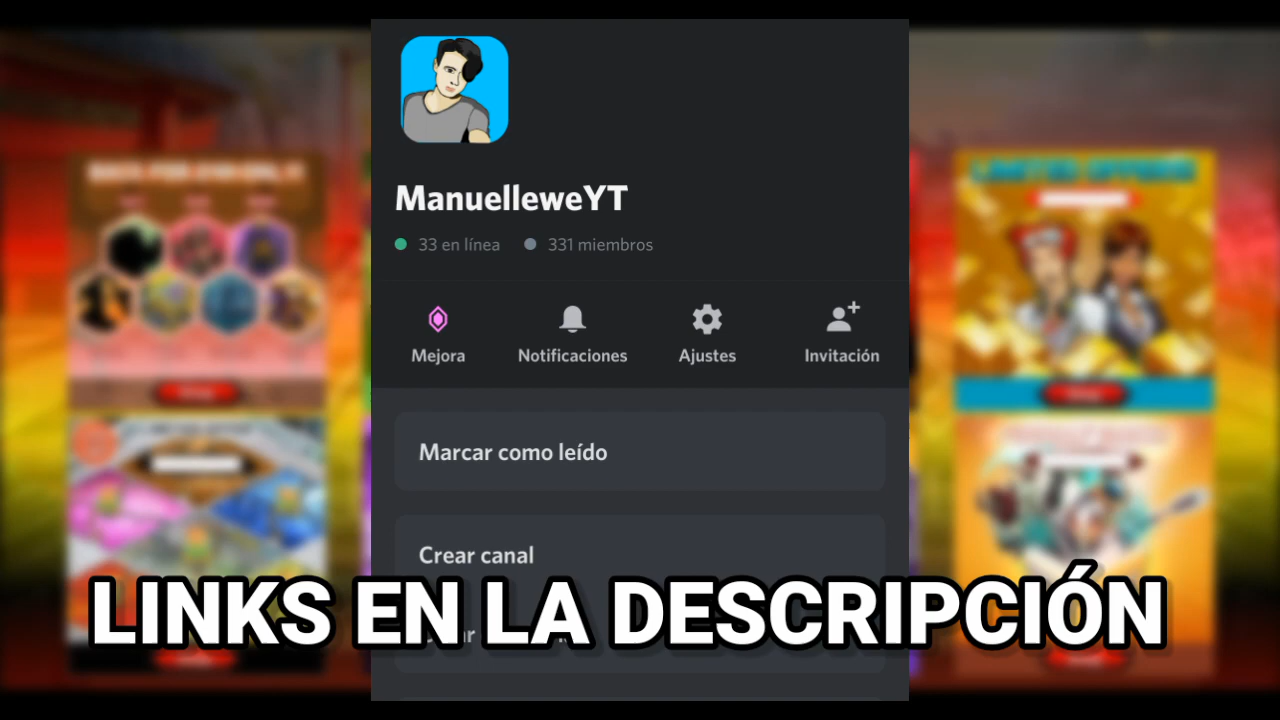 ManuelleweYT
33 en línea 331 miembros
Mejora Notificaciones Ajustes Invitación
Marcar como leído
Crear canal
LINKS EN LA DESCRIPCIÓN